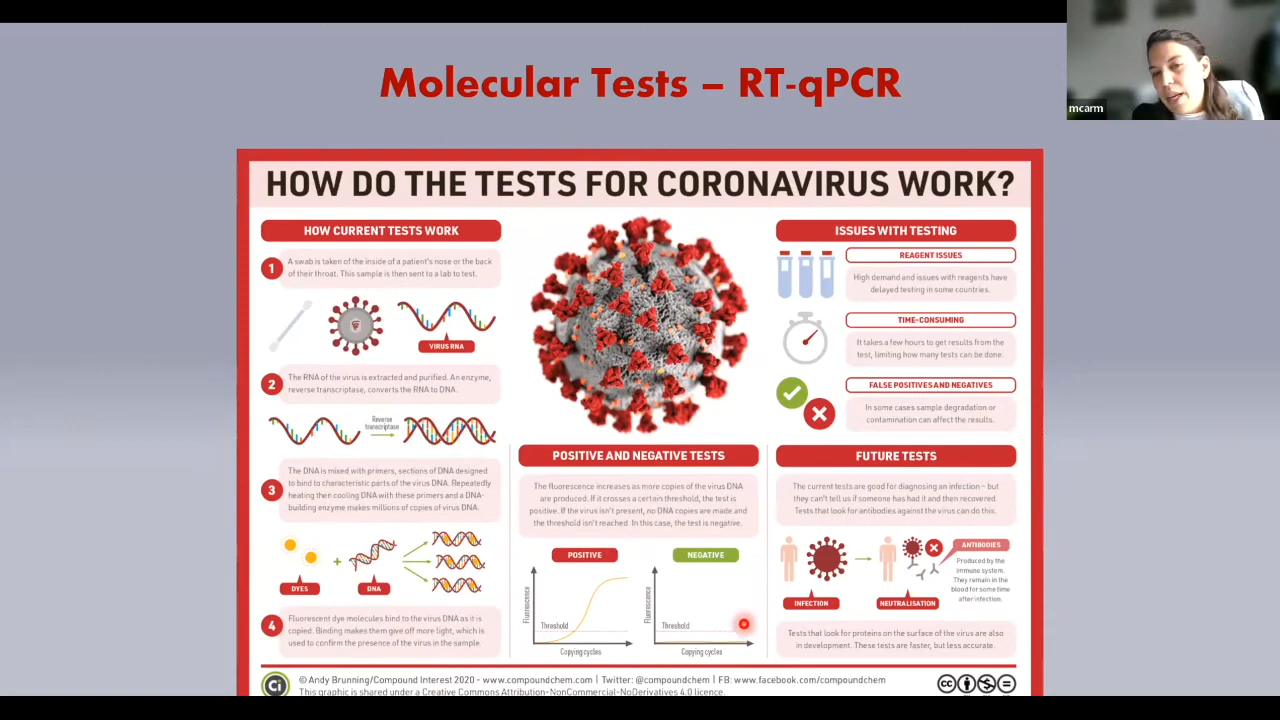 Molecular Tests – RT-qPCR
mcarm
HOW DO THE TESTS FOR CORONAVIRUS WORK?
HOW CURRENT TESTS WORK
1
A swab is taken of the inside of a patient's nose or the back
of their throat. This sample is then sent to a lab to test.
VIRUS RNA
2
The RNA of the virus is extracted and purified. An enzyme,
reverse transcriptase, converts the RNA to DNA.
Reverse
transcriptase
3
The DNA is mixed with primers, sections of DNA designed
to bind to characteristic parts of the virus DNA. Repeatedly
heating then cooling DNA with these primers and a DNA-
building enzyme makes millions of copies of virus DNA.
+
DYES
DNA
4
Fluorescent dye molecules bind to the virus DNA as it is
copied. Binding makes them give off more light, which is
used to confirm the presence of the virus in the sample.
POSITIVE AND NEGATIVE TESTS
The fluorescence increases as more copies of the virus DNA
are produced. If it crosses a certain threshold, the test is
positive. If the virus isn't present, no DNA copies are made and
the threshold isn't reached. In this case, the test is negative.
POSITIVE
Fluorescence
Threshold
Copying cycles
NEGATIVE
Fluorescence
Threshold
Copying cycles
ISSUES WITH TESTING
REAGENT ISSUES
High demand and issues with reagents have
delayed testing in some countries.
TIME-CONSUMING
It takes a few hours to get results from the
test, limiting how many tests can be done.
FALSE POSITIVES AND NEGATIVES
In some cases sample degradation or
contamination can affect the results.
FUTURE TESTS
The current tests are good for diagnosing an infection – but
they can't tell us if someone has had it and then recovered.
Tests that look for antibodies against the virus can do this.
INFECTION
NEUTRALISATION
ANTIBODIES
Produced by the
immune system.
They remain in the
blood for some time
after infection.
Tests that look for proteins on the surface of the virus are also
in development. These tests are faster, but less accurate.
Ci
© Andy Brunning/Compound Interest 2020 - www.compoundchem.com | Twitter: @compoundchem | FB: www.facebook.com/compoundchem
This graphic is shared under a Creative Commons Attribution-NonCommercial-NoDerivatives 4.0 licence.
cc